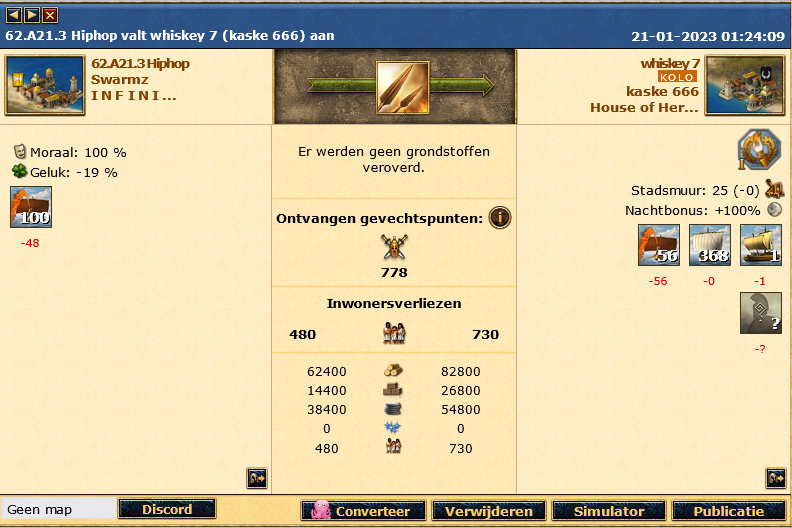 62.A21.3 Hiphop valt whiskey 7 (kaske 666) aan
21-01-2023 01:24:09
62.A21.3 Hiphop
Swarmz
I N F I N I ...
whiskey 7
KOLO
kaske 666
House of Her...
Moraal: 100 %
Geluk: -19 %
100
-48
Er werden geen grondstoffen
veroverd.
Ontvangen gevechtspunten:
778
Inwonersverliezen
480 730
62400 82800
14400 26800
38400 54800
0 0
480 730
Stadsmuur: 25 (-0)
Nachtbonus: +100%
56 368 1
-56 -0 -1
?
-?
Geen map
Discord
Converteer
Verwijderen
Simulator
Publicatie